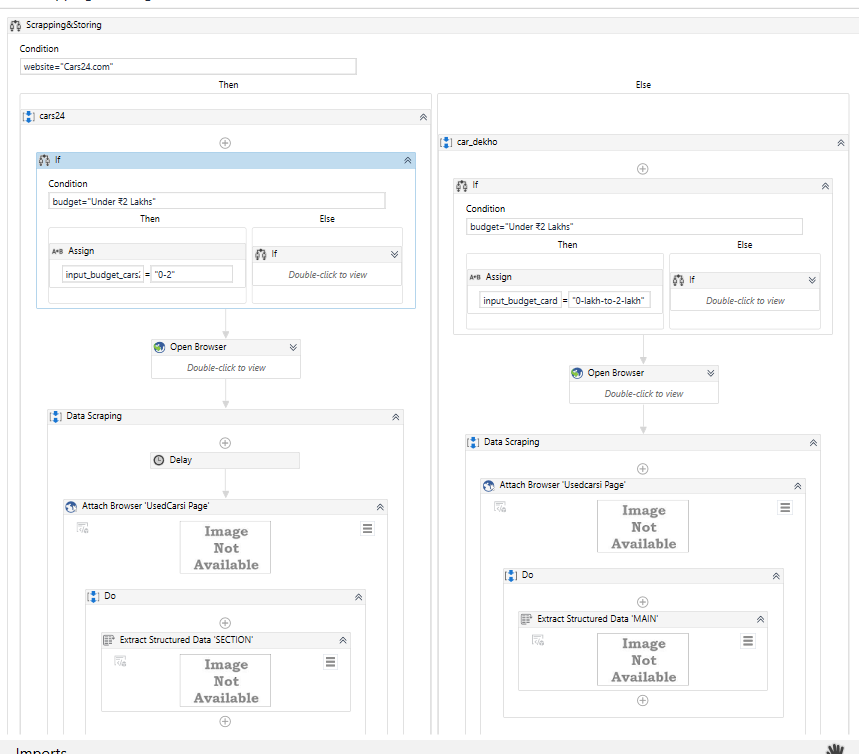 Scrapping&Storing
Condition
website="Cars24.com"
Then
Else
cars24
If
Condition
budget="Under ₹2 Lakhs"
Then
Else
A*B Assign
input_budget_cars = "0-2"
If
Double-click to view
Open Browser
Double-click to view
Data Scraping
Delay
Attach Browser 'UsedCarsi Page'
Image
Not
Available
Do
Extract Structured Data 'SECTION'
Image
Not
Available
car_dekho
If
Condition
budget="Under ₹2 Lakhs"
Then
Else
A*B Assign
input_budget_card = "0-lakh-to-2-lakh"
If
Double-click to view
Open Browser
Double-click to view
Data Scraping
Attach Browser 'Usedcarsi Page'
Image
Not
Available
Do
Extract Structured Data 'MAIN'
Image
Not
Available
Imports